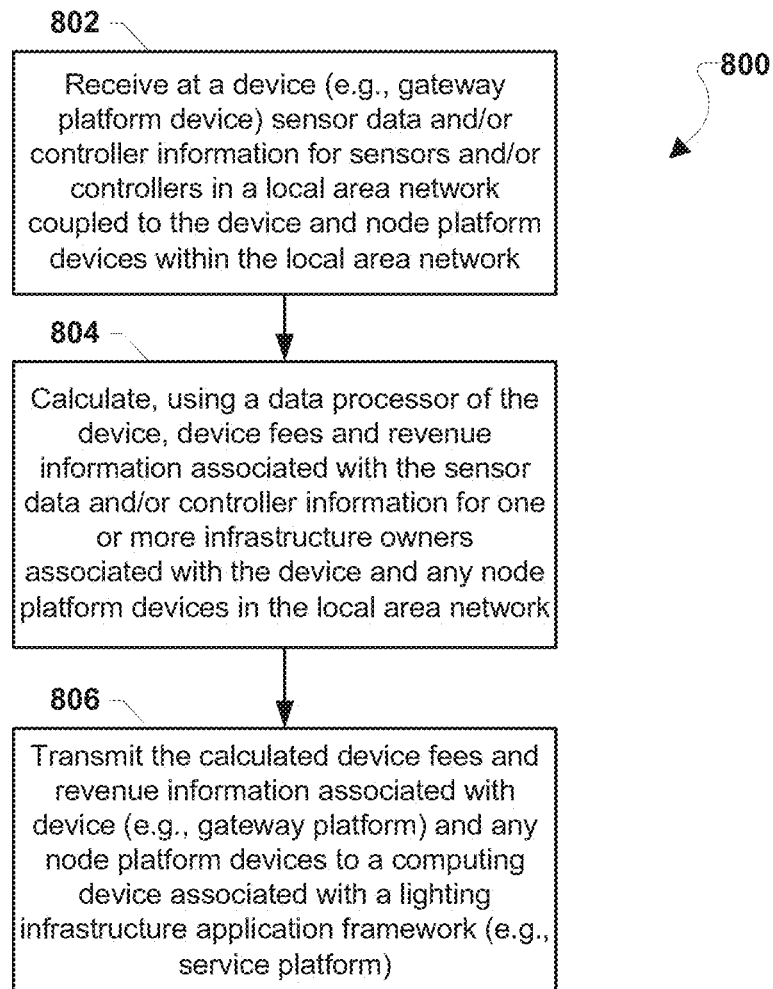 802
800
Receive at a device (e.g., gateway
platform device) sensor data and/or
controller information for sensors and/or
controllers in a local area network
coupled to the device and node platform
devices within the local area network
804
Calculate, using a data processor of the
device, device fees and revenue
information associated with the sensor
data and/or controller information for one
or more infrastructure owners
associated with the device and any node
platform devices in the local area network
806
Transmit the calculated device fees and
revenue information associated with
device (e.g., gateway platform) and any
node platform devices to a computing
device associated with a lighting
infrastructure application framework (e.g.,
service platform)